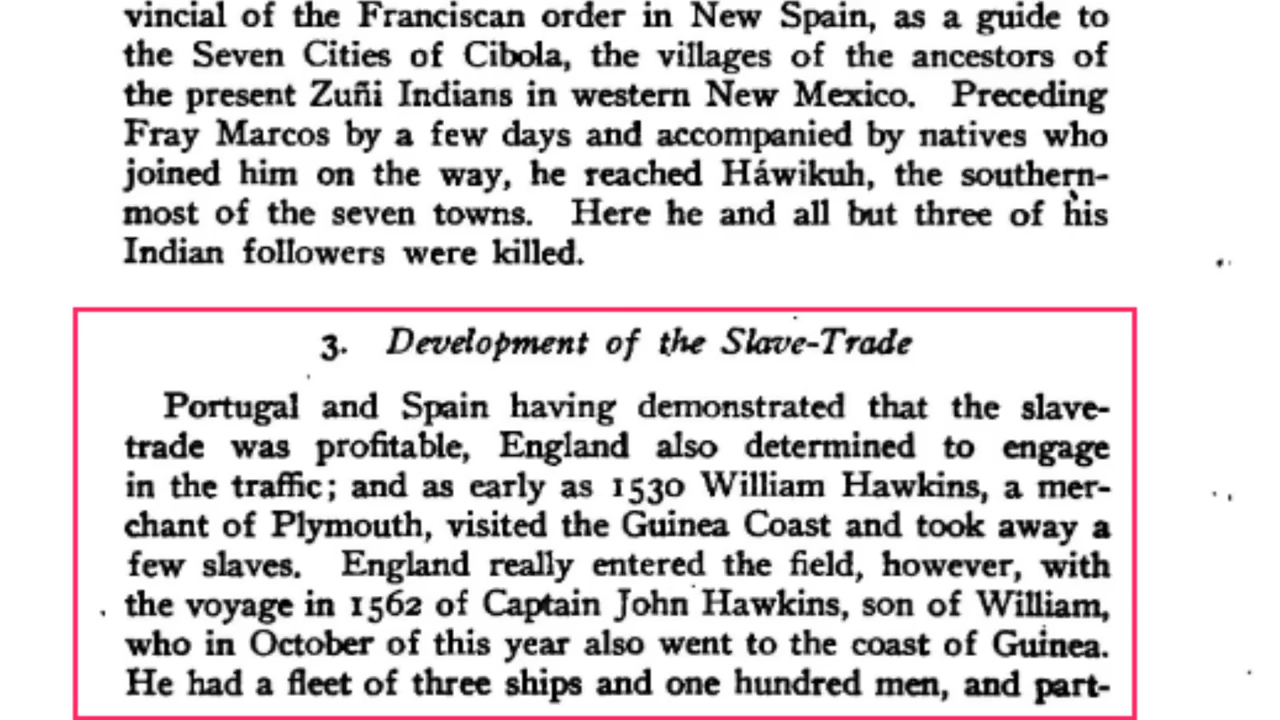 vincial of the Franciscan order in New Spain, as a guide to
the Seven Cities of Cibola, the villages of the ancestors of
the present Zuñi Indians in western New Mexico. Preceding
Fray Marcos by a few days and accompanied by natives who
joined him on the way, he reached Háwikuh, the southern-
most of the seven towns. Here he and all but three of his
Indian followers were killed.
3. Development of the Slave-Trade
Portugal and Spain having demonstrated that the slave-
trade was profitable, England also determined to engage
in the traffic; and as early as 1530 William Hawkins, a mer-
chant of Plymouth, visited the Guinea Coast and took away a
few slaves. England really entered the field, however, with
the voyage in 1562 of Captain John Hawkins, son of William,
who in October of this year also went to the coast of Guinea.
He had a fleet of three ships and one hundred men, and part-